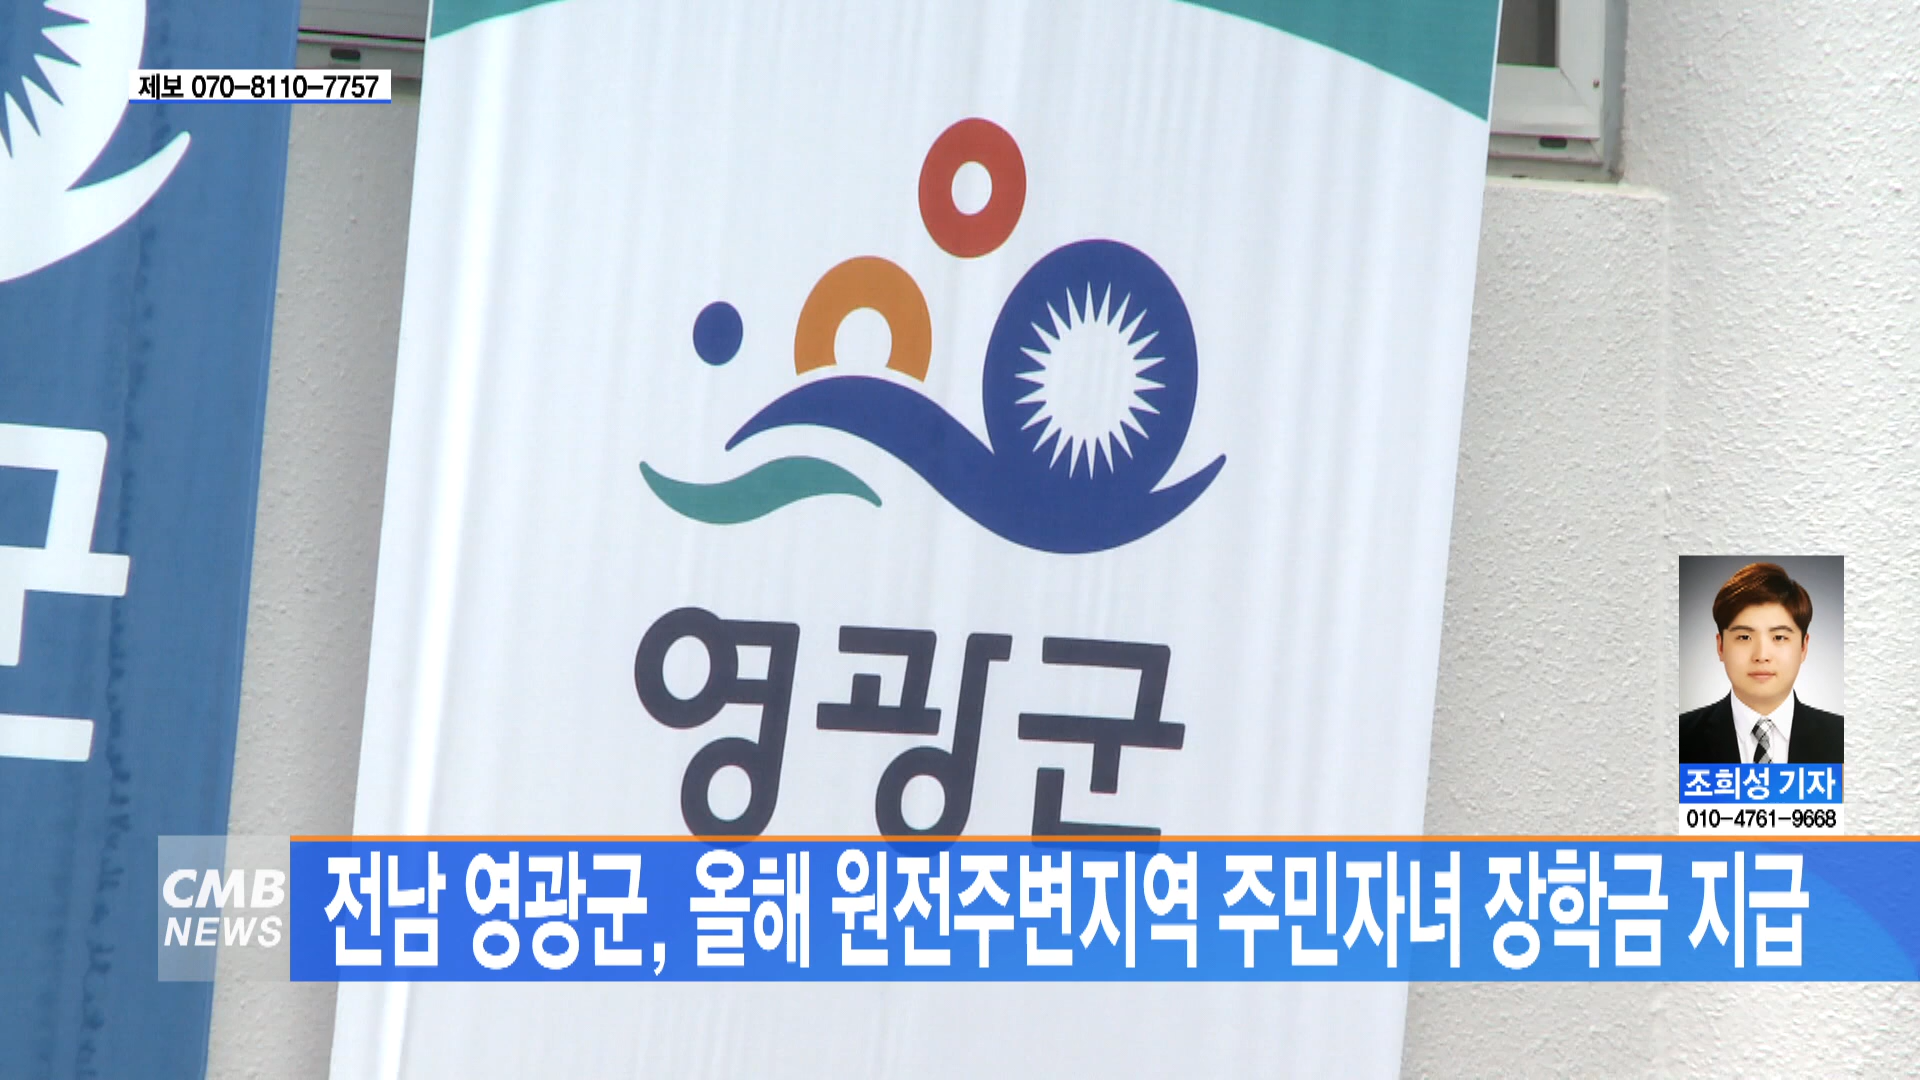 제보 070-8110-7757
군
영광군
조희성 기자
010-4761-9668
CMB
NEWS
전남 영광군, 올해 원전주변지역 주민자녀 장학금 지급